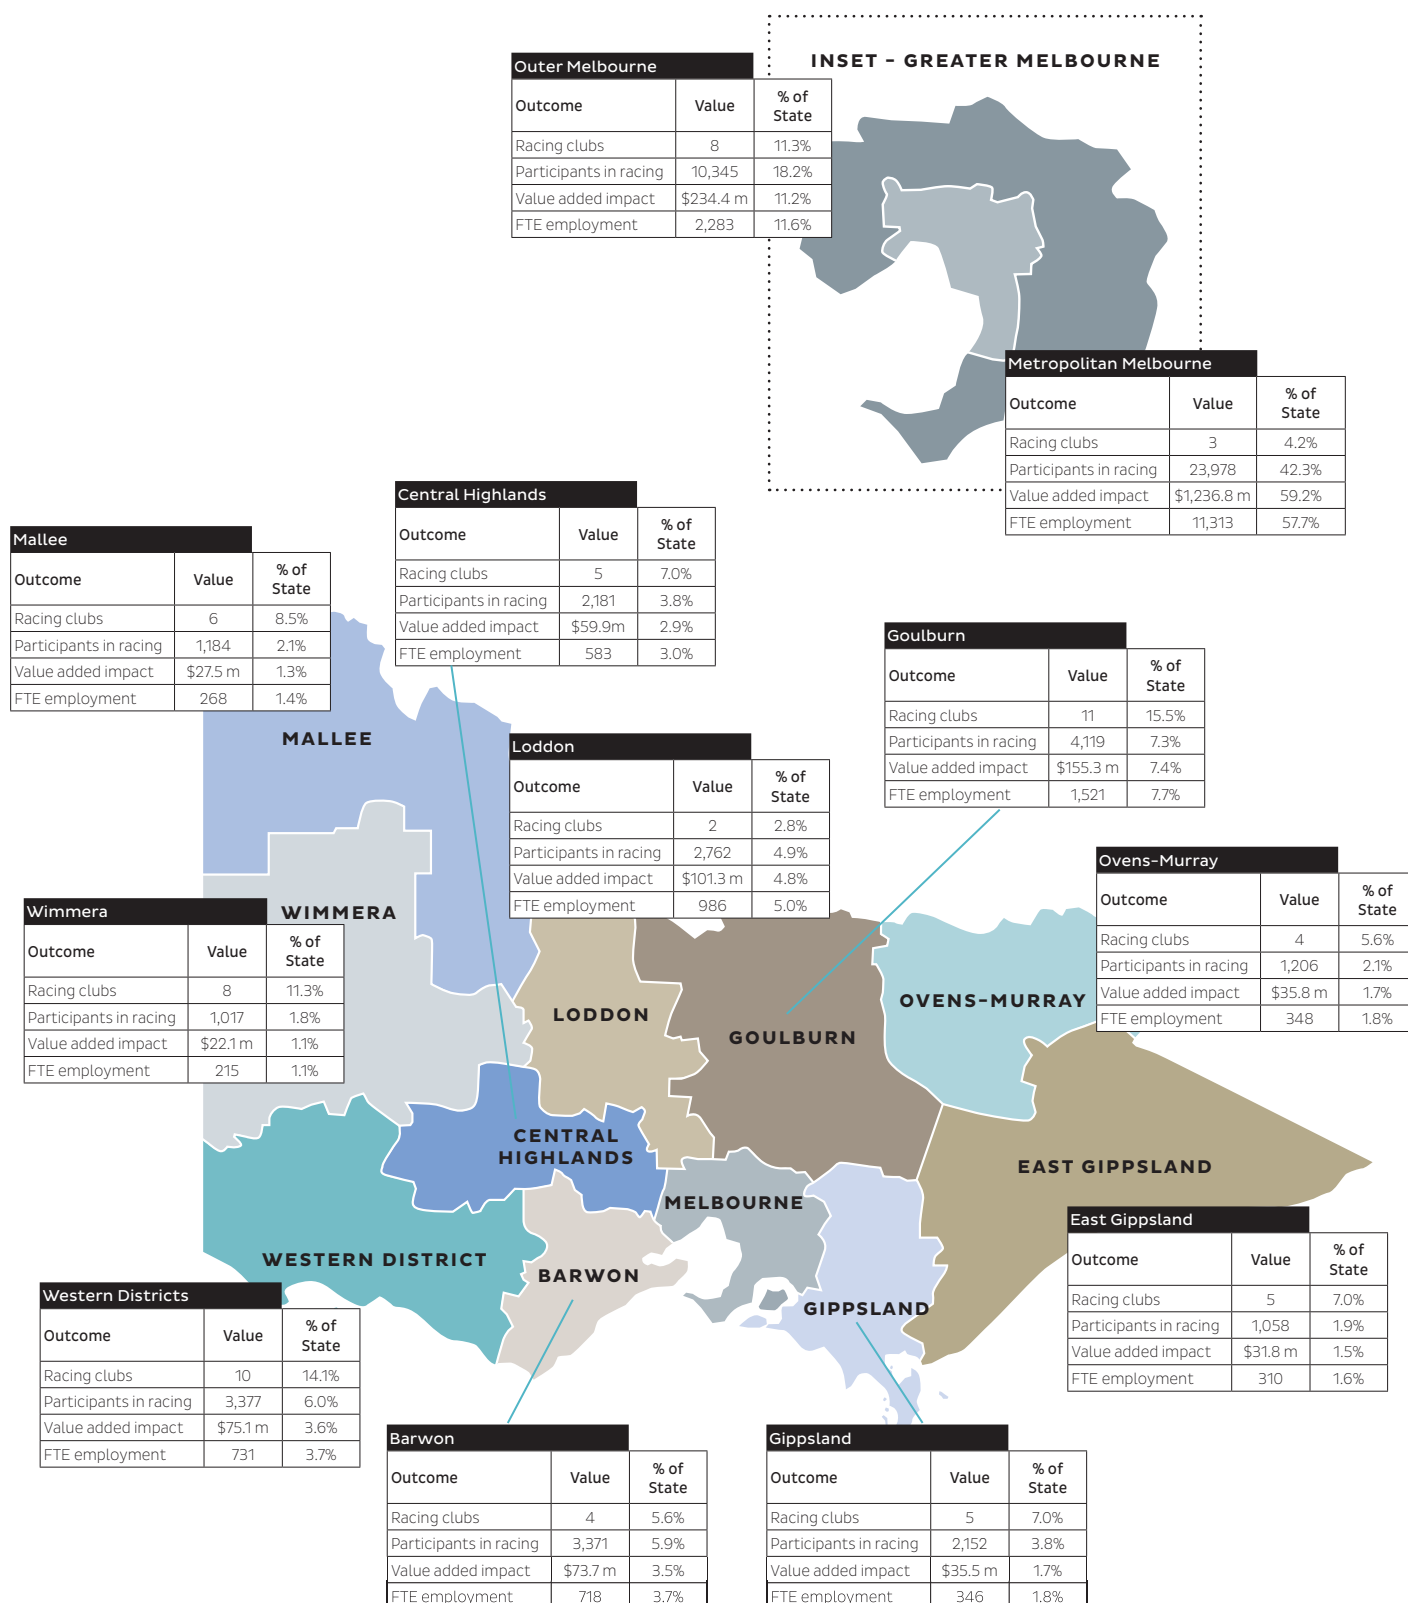 INSET - GREATER MELBOURNE
Outer Melbourne
Outcome Value % of State
Racing clubs 8 11.3%
Participants in racing 10,345 18.2%
Value added impact $234.4 m 11.2%
FTE employment 2,283 11.6%
Metropolitan Melbourne
Outcome Value % of State
Racing clubs 3 4.2%
Participants in racing 23,978 42.3%
Value added impact $1,236.8 m 59.2%
FTE employment 11,313 57.7%
Central Highlands
Outcome Value % of State
Racing clubs 5 7.0%
Participants in racing 2,181 3.8%
Value added impact $59.9m 2.9%
FTE employment 583 3.0%
Mallee
Outcome Value % of State
Racing clubs 6 8.5%
Participants in racing 1,184 2.1%
Value added impact $27.5 m 1.3%
FTE employment 268 1.4%
Goulburn
Outcome Value % of State
Racing clubs 11 15.5%
Participants in racing 4,119 7.3%
Value added impact $155.3 m 7.4%
FTE employment 1,521 7.7%
MALLEE
Loddon
Outcome Value % of State
Racing clubs 2 2.8%
Participants in racing 2,762 4.9%
Value added impact $101.3 m 4.8%
FTE employment 986 5.0%
Ovens-Murray
Outcome Value % of State
Racing clubs 4 5.6%
Participants in racing 1,206 2.1%
Value added impact $35.8 m 1.7%
FTE employment 348 1.8%
Wimmera
Outcome Value % of State
Racing clubs 8 11.3%
Participants in racing 1,017 1.8%
Value added impact $22.1 m 1.1%
FTE employment 215 1.1%
WIMMERA
LODDON
GOULBURN
OVENS-MURRAY
CENTRAL
HIGHLANDS
EAST GIPPSLAND
MELBOURNE
WESTERN DISTRICT
BARWON
GIPPSLAND
East Gippsland
Outcome Value % of State
Racing clubs 5 7.0%
Participants in racing 1,058 1.9%
Value added impact $31.8 m 1.5%
FTE employment 310 1.6%
Western Districts
Outcome Value % of State
Racing clubs 10 14.1%
Participants in racing 3,377 6.0%
Value added impact $75.1 m 3.6%
FTE employment 731 3.7%
Barwon
Outcome Value % of State
Racing clubs 4 5.6%
Participants in racing 3,371 5.9%
Value added impact $73.7 m 3.5%
FTE employment 718 3.7%
Gippsland
Outcome Value % of State
Racing clubs 5 7.0%
Participants in racing 2,152 3.8%
Value added impact $35.5 m 1.7%
FTE employment 346 1.8%